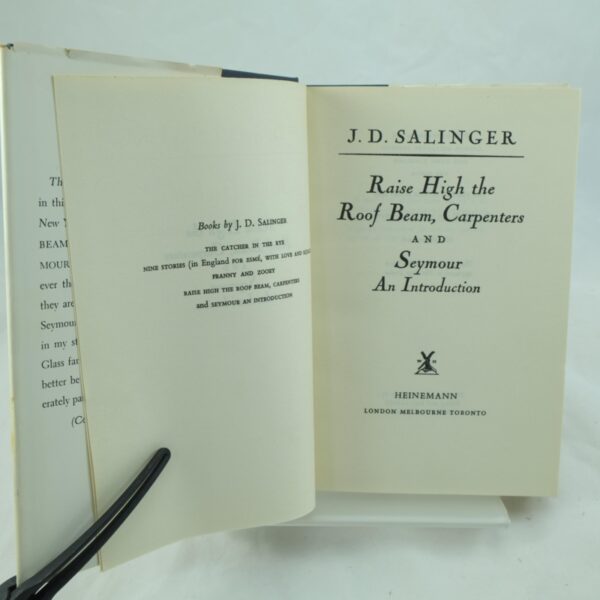 Th
in this
New Y
BEAM
MOUR
ever th
they are
Seymou
in my st
Glass fa
better be
erately pa
(Co
Books by J. D. SALINGER
THE CATCHER IN THE RYE
NINE STORIES (in England FOR ESMÉ, WITH LOVE AND
FRANNY AND ZOOEY
RAISE HIGH THE ROOF BEAM, CARPENTERS
and SEYMOUR AN INTRODUCTION
J. D. SALINGER
Raise High the
Roof Beam, Carpenters
AND
Seymour
An Introduction
HEINEMANN
LONDON MELBOURNE TORONTO